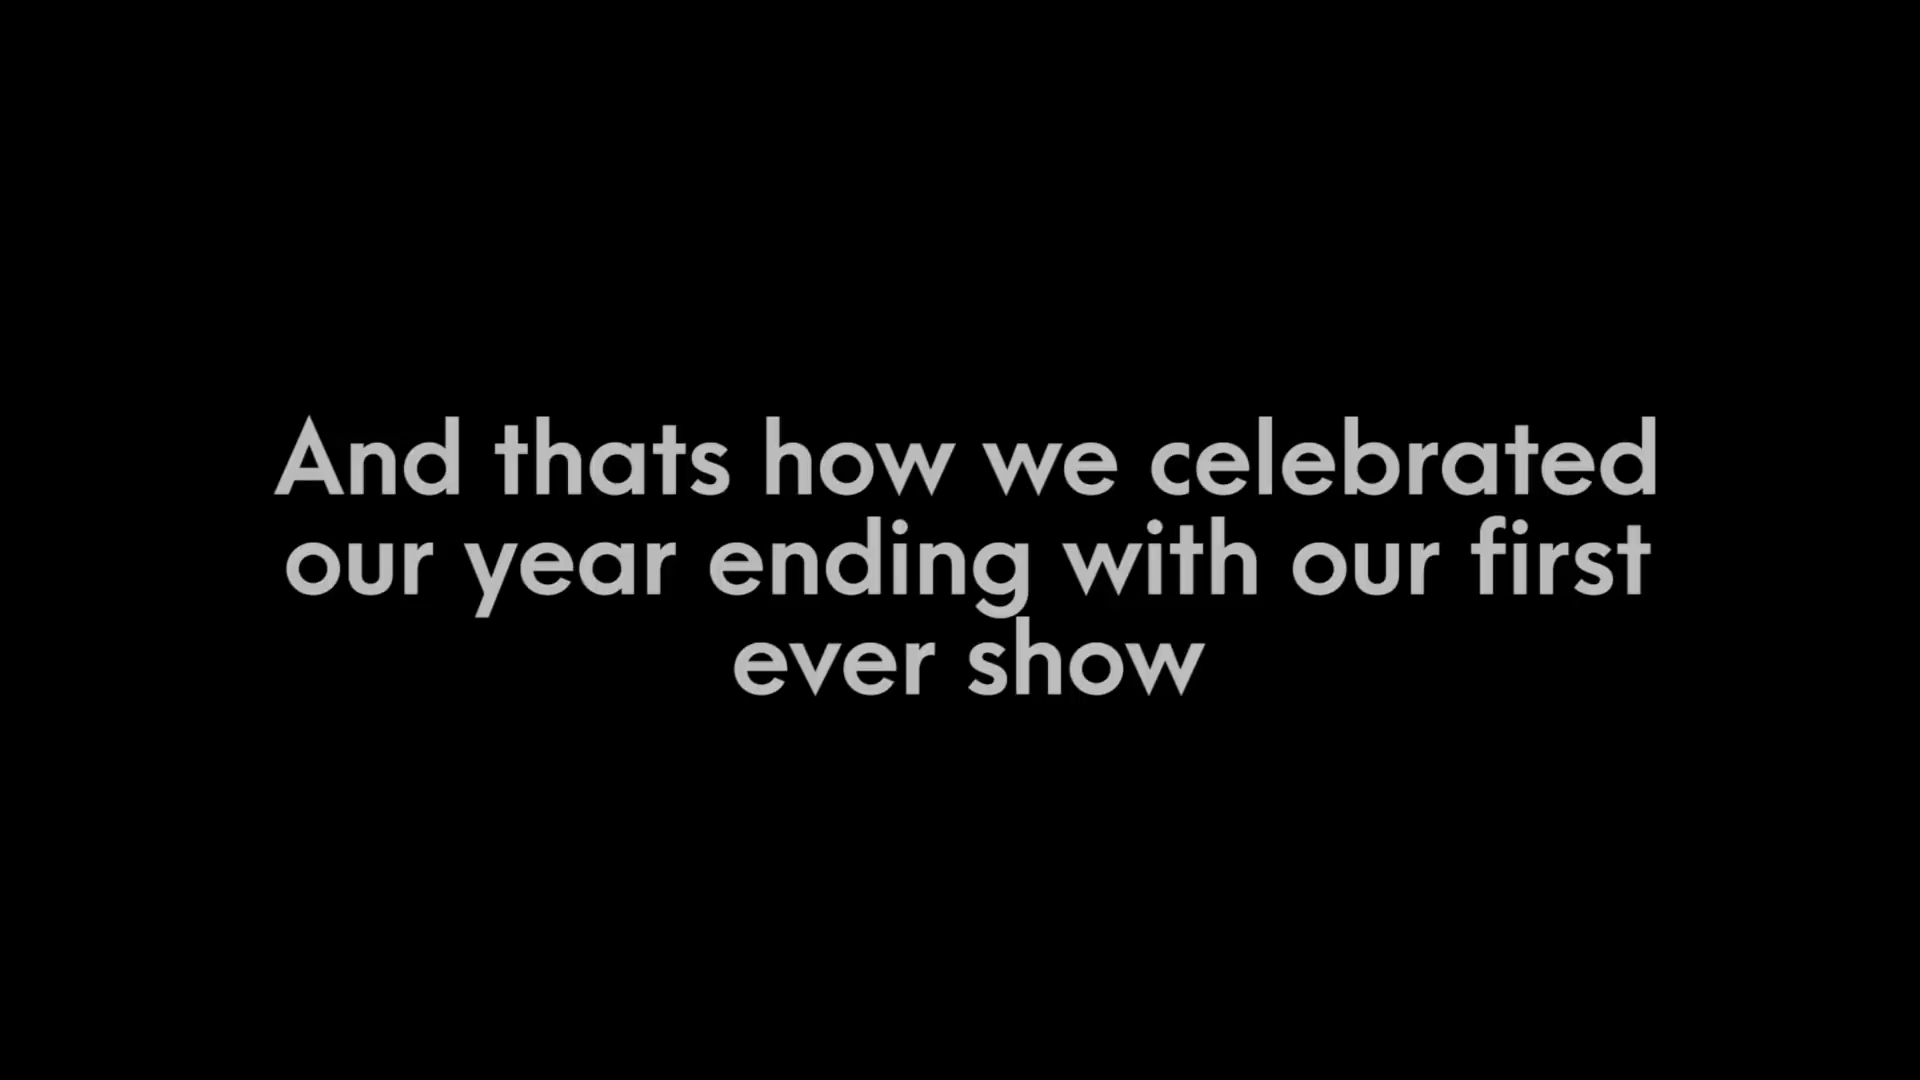 And thats how we celebrated
our year ending with our first
ever show